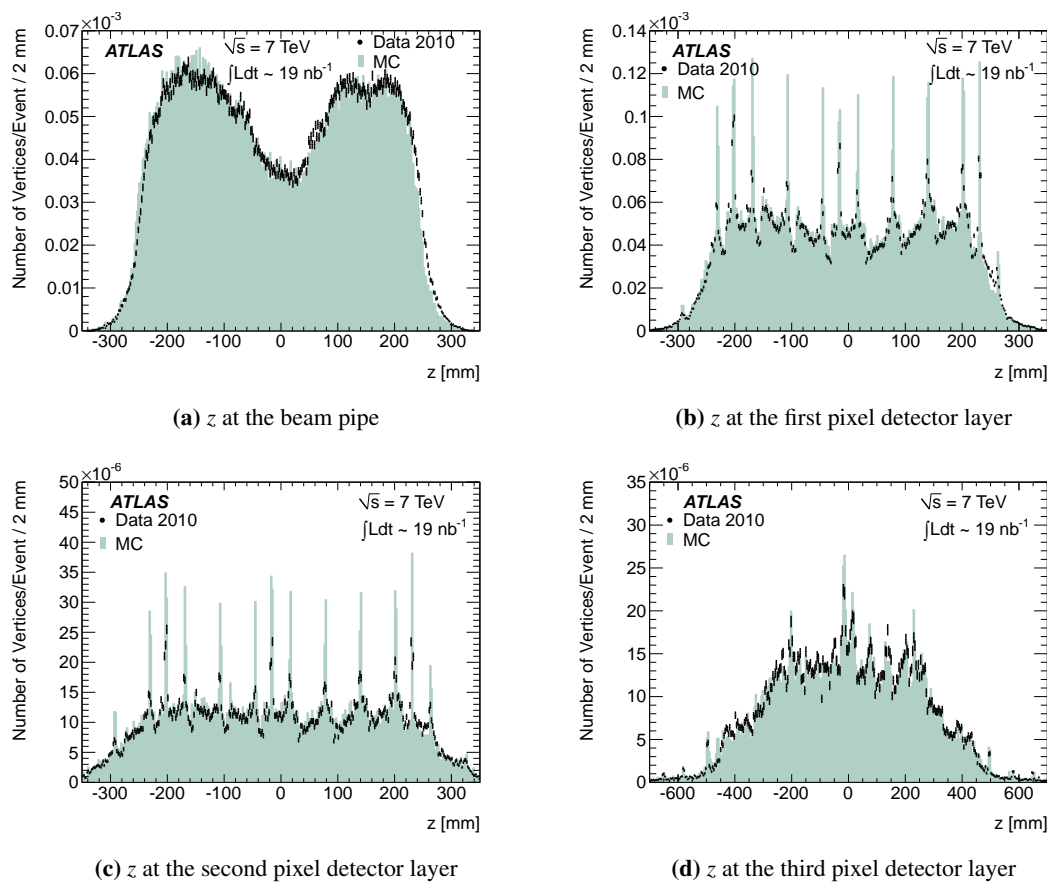 ×10⁻³
Number of Vertices/Event / 2 mm
0.07
0.06
0.05
0.04
0.03
0.02
0.01
0
ATLAS
√s = 7 TeV
∫Ldt ~ 19 nb⁻¹
Data 2010
MC
-300 -200 -100 0 100 200 300
z [mm]
(a) z at the beam pipe
×10⁻³
Number of Vertices/Event / 2 mm
0.14
0.12
0.1
0.08
0.06
0.04
0.02
0
ATLAS
Data 2010
MC
√s = 7 TeV
∫Ldt ~ 19 nb⁻¹
-300 -200 -100 0 100 200 300
z [mm]
(b) z at the first pixel detector layer
×10⁻⁶
Number of Vertices/Event / 2 mm
50
45
40
35
30
25
20
15
10
5
0
ATLAS
Data 2010
MC
√s = 7 TeV
∫Ldt ~ 19 nb⁻¹
-300 -200 -100 0 100 200 300
z [mm]
(c) z at the second pixel detector layer
×10⁻⁶
Number of Vertices/Event / 2 mm
35
30
25
20
15
10
5
0
ATLAS
Data 2010
MC
√s = 7 TeV
∫Ldt ~ 19 nb⁻¹
-600 -400 -200 0 200 400 600
z [mm]
(d) z at the third pixel detector layer